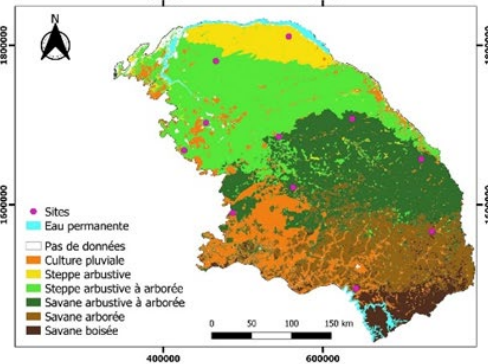 N
1800000
1800000
1600000
1600000
Sites
Eau permanente
Pas de données
Culture pluviale
Steppe arbustive
Steppe arbustive à arborée
Savane arbustive à arborée
Savane arborée
Savane boisée
0 50 100 150 km
400000 600000